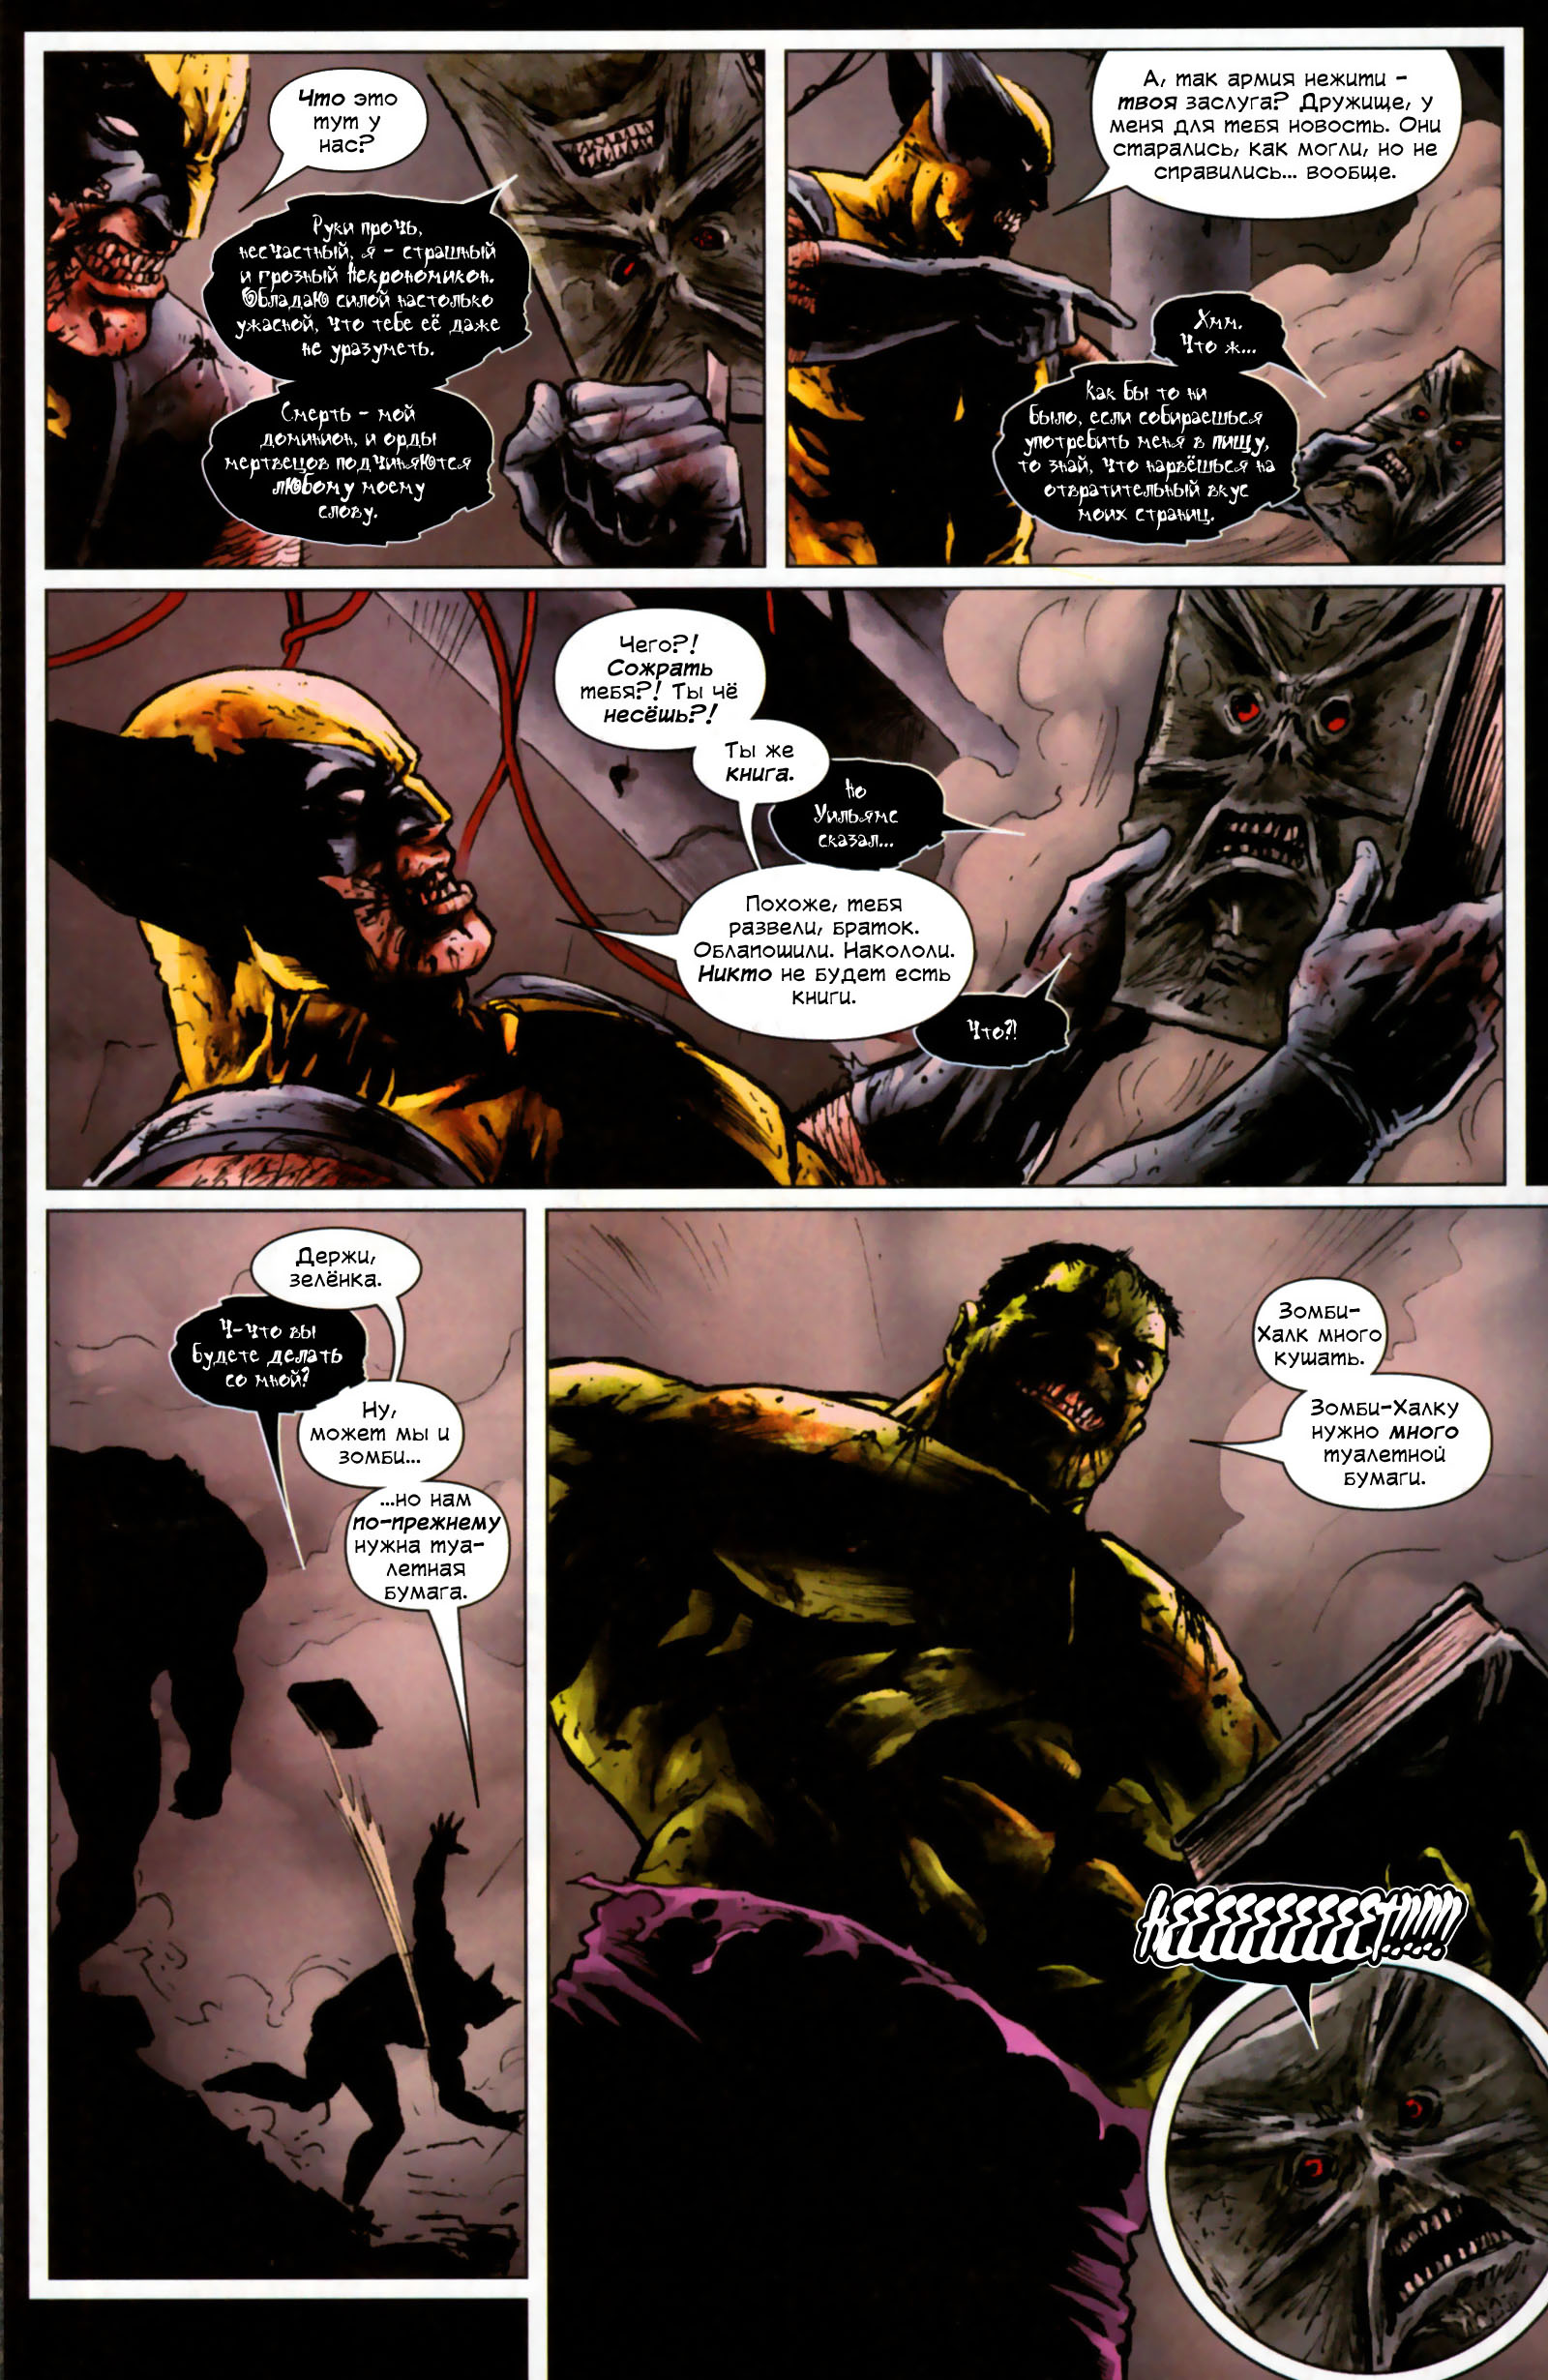 Что это
тут у
нас?
Руки прочь,
несчастный, я – страшный
и грозный Некрономикон.
Обладаю силой настолько
ужасной, что тебе её даже
не уразуметь.
Смерть – мой
доминион, и орды
мертвецов подчиняются
любому моему
слову.
А, так армия нежити –
твоя заслуга? Дружище, у
меня для тебя новость. Они
старались, как могли, но не
справились... вообще.
Хмм.
Что ж...
Как бы то ни
было, если собираешься
употребить меня в пищу,
то знай, что нарвёшься на
отвратительный вкус
моих страниц.
Чего?!
Сожрать
тебя?! Ты чё
несёшь?!
Ты же
книга.
Но
Уильямс
сказал...
Похоже, тебя
развели, браток.
Облапошили. Накололи.
Никто не будет есть
книги.
Что?!
Держи,
зелёнка.
Ч-что вы
будете делать
со мной?
Ну,
может мы и
зомби...
...но нам
по-прежнему
нужна туа-
летная
бумага.
Зомби-
Халк много
кушать.
Зомби-Халку
нужно много
туалетной
бумаги.
НЕЕЕЕЕЕЕЕЕЕТ!!!!!!